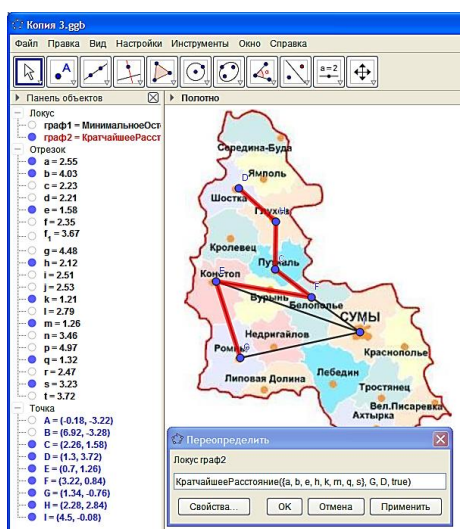 Копия 3.ggb
Файл Правка Вид Настройки Инструменты Окно Справка
A
a=2
Панель объектов
Полотно
Локус
граф1 = МинимальноеОст
граф2 = КратчайшееРасст
Отрезок
a = 2.55
b = 4.03
c = 2.23
d = 2.21
e = 1.58
f = 2.35
f₁ = 3.67
g = 4.48
h = 2.12
i = 2.51
j = 2.53
k = 1.21
l = 2.79
m = 1.26
n = 3.46
p = 4.97
q = 1.32
r = 2.47
s = 3.23
t = 3.72
Точка
A = (-0.18, -3.22)
B = (6.92, -3.28)
C = (2.26, 1.58)
D = (1.3, 3.72)
E = (0.7, 1.26)
F = (3.22, 0.84)
G = (1.34, -0.76)
H = (2.28, 2.84)
I = (4.5, -0.08)
Середина-Буда
Ямполь
D
Шостка
H
Кролевец
C
E
Конотоп
F
Бурынь
Белополье
СУМЫ
Недригайлов
G
Краснополье
Липовая Долина
Лебедин
Тростянец
Вел.Писаревка
Ахтырка
Переопределить
Локус граф2
КратчайшееРасстояние({a, b, e, h, k, m, q, s}, G, D, true)
Свойства... OK Отмена Применить